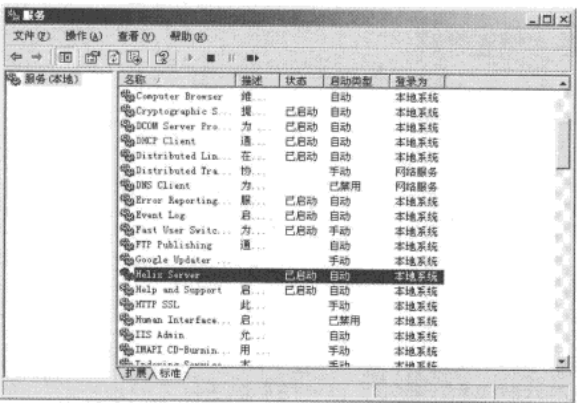 服务
文件(F) 操作(A) 查看(V) 帮助(H)
服务(本地)
名称 描述 状态 启动类型 登录为
Computer Browser 维... 自动 本地系统
Cryptographic S... 提... 已启动 自动 本地系统
DCOM Server Pro... 为... 已启动 自动 本地系统
DHCP Client 通... 已启动 自动 本地系统
Distributed Lin... 在... 已启动 自动 本地系统
Distributed Tra... 协... 手动 网络服务
DNS Client 为... 已禁用 网络服务
Error Reporting... 服... 已启动 自动 本地系统
Event Log 启... 已启动 自动 本地系统
Fast User Switc... 为... 已启动 手动 本地系统
FTP Publishing 通... 自动 本地系统
Google Updater ... 手动 本地系统
Helix Server 已启动 自动 本地系统
Help and Support 启... 已启动 自动 本地系统
HTTP SSL 此... 手动 本地系统
Human Interface... 启... 已禁用 本地系统
IIS Admin 允... 自动 本地系统
IMAPI CD-Burnin... 用... 手动 本地系统
Indexing Service 本... 手动 本地系统
扩展 标准